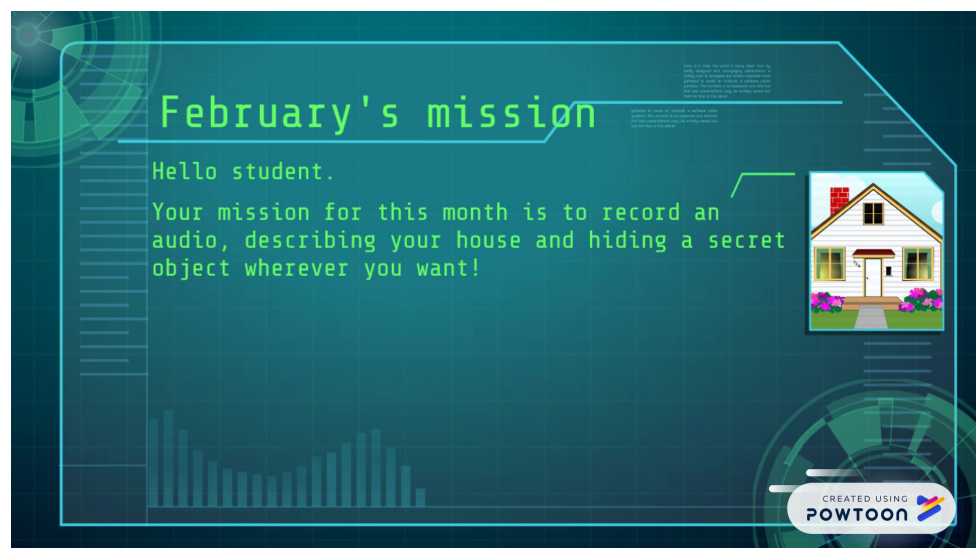 February's mission
Hello student.
Your mission for this month is to record an
audio, describing your house and hiding a secret
object wherever you want!
CREATED USING
POWTOON